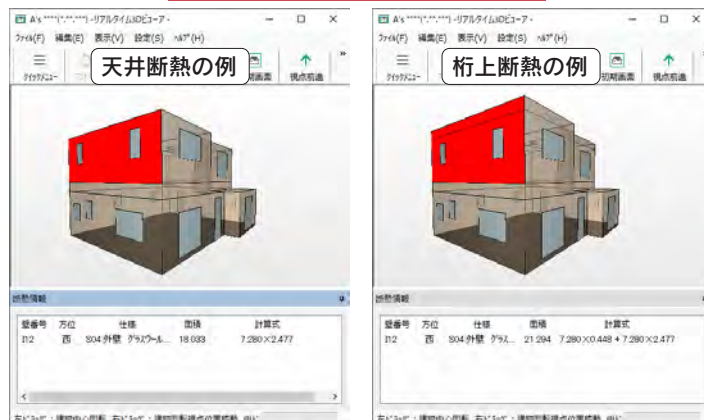 A's ****(*.**.***) -リアルタイム3Dビューア-
ファイル(F) 編集(E) 表示(V) 設定(S) ヘルプ(H)
クイックメニュー
天井断熱の例
視点前進
断熱情報
壁番号 方位 仕様 面積 計算式
I12 西 S04 外壁 グラスウール... 18.033 7.280×2.477
A's ****(*.**.***) -リアルタイム3Dビューア-
ファイル(F) 編集(E) 表示(V) 設定(S) ヘルプ(H)
クイックメニュー
桁上断熱の例
初期画面
視点前進
断熱情報
壁番号 方位 仕様 面積 計算式
I12 西 S04 外壁 グラス... 21.294 7.280×0.448 + 7.280×2.477